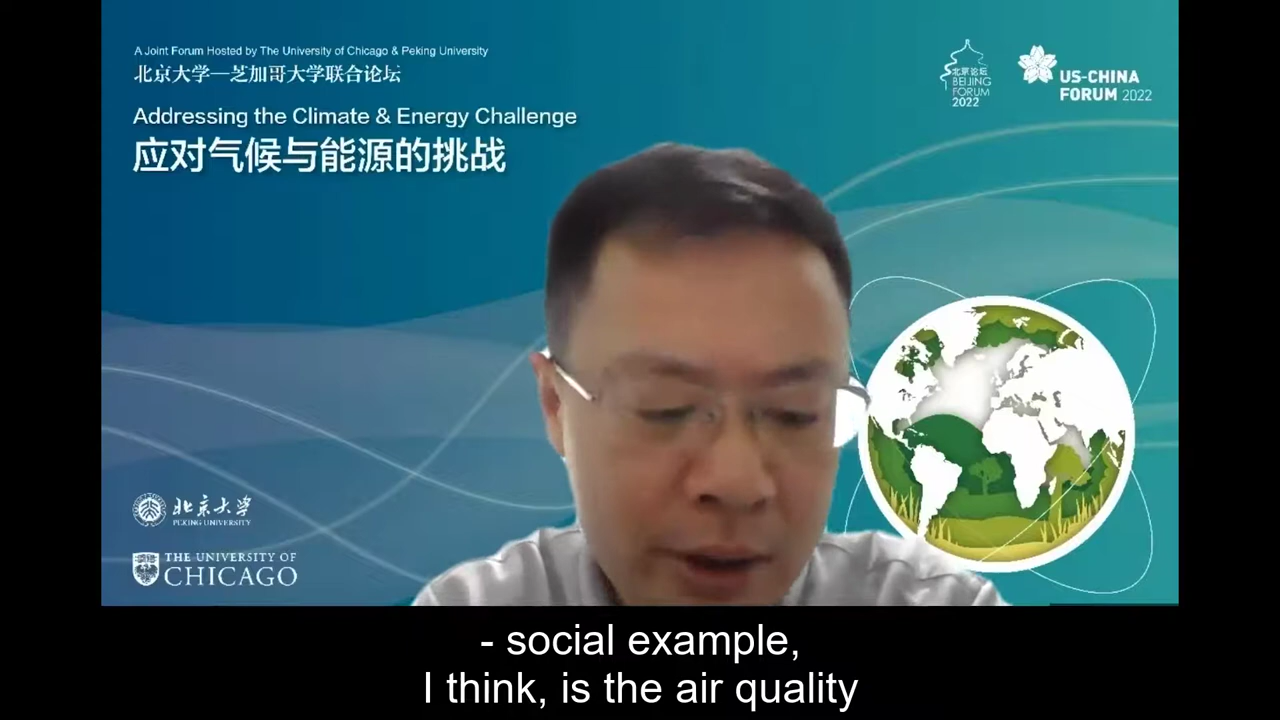 A Joint Forum Hosted by The University of Chicago & Peking University
北京大学—芝加哥大学联合论坛
Addressing the Climate & Energy Challenge
应对气候与能源的挑战
北京论坛
BEIJING
FORUM
2022
US-CHINA
FORUM 2022
北京大学
PEKING UNIVERSITY
THE UNIVERSITY OF
CHICAGO
- social example,
I think, is the air quality